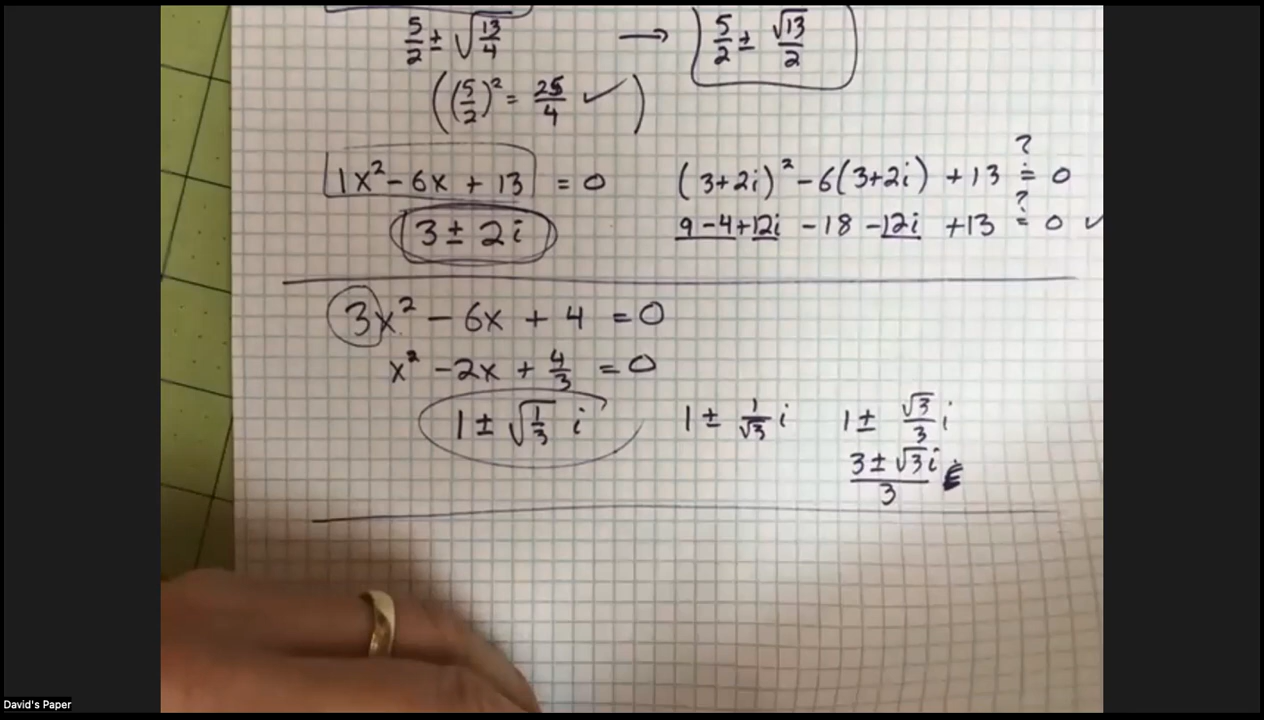 5/2 ± √(13/4) → 5/2 ± √13/2
((5/2)² = 25/4 ✓)
1x² - 6x + 13 = 0
3 ± 2i
(3+2i)² - 6(3+2i) + 13 ≟ 0
9 - 4 + 12i - 18 - 12i + 13 ≟ 0 ✓
3x² - 6x + 4 = 0
x² - 2x + 4/3 = 0
1 ± √(1/3) i
1 ± 1/√3 i
1 ± √3/3 i
(3 ± √3 i)/3
David's Paper